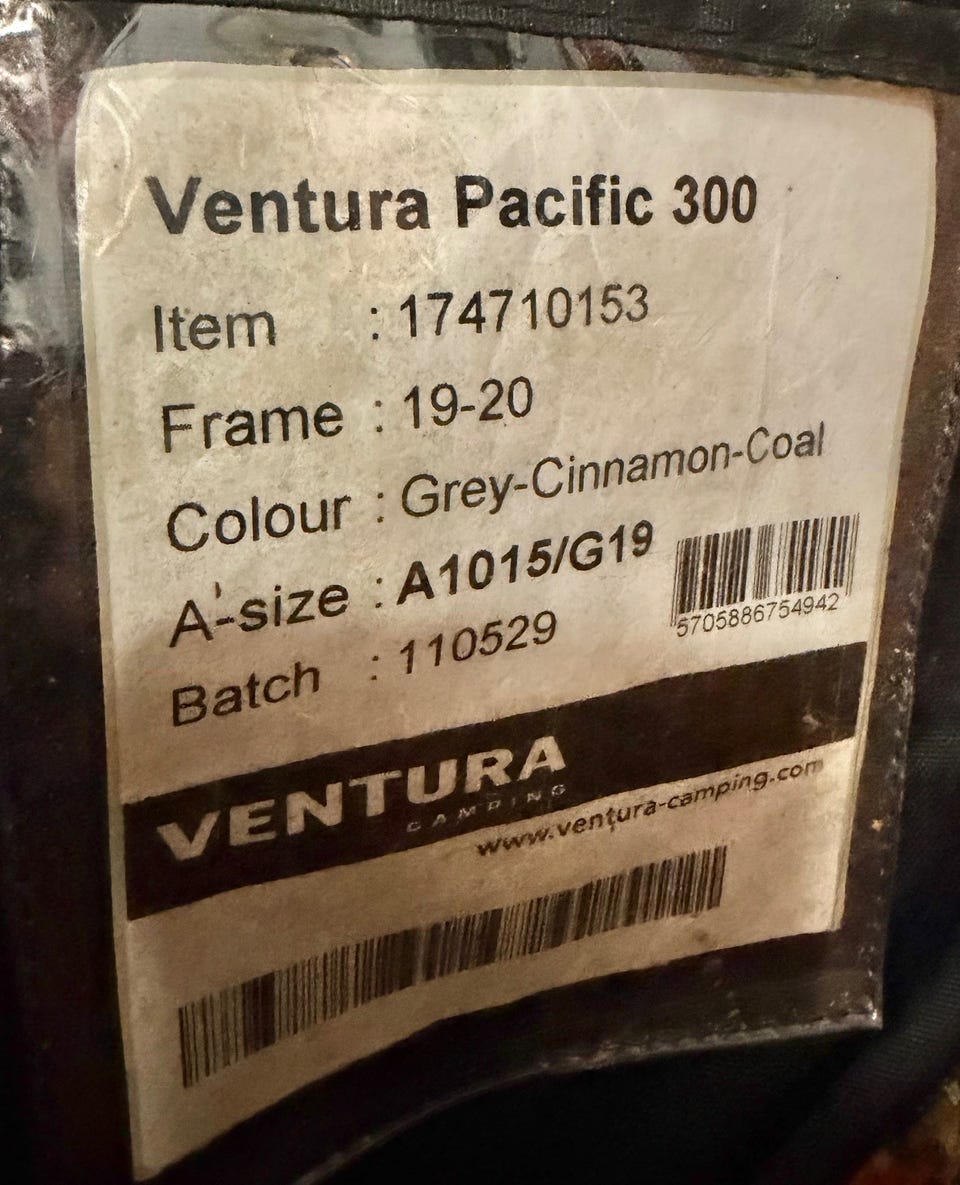 Ventura Pacific 300
Item : 174710153
Frame : 19-20
Colour : Grey-Cinnamon-Coal
A-size : A1015/G19
Batch : 110529
5705886754942
VENTURA
CAMPING
www.ventura-camping.com